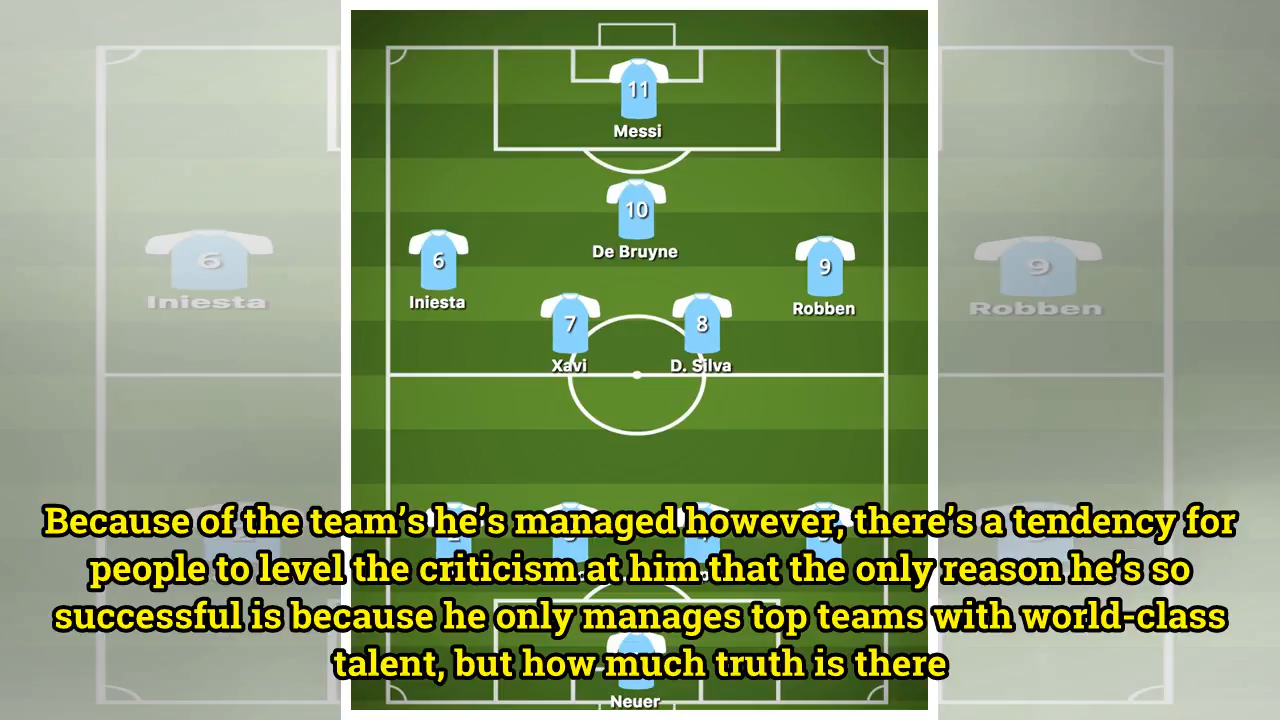 11
Messi
10
De Bruyne
6
Iniesta
9
Robben
7
Xavi
8
D. Silva
6
Iniesta
9
Robben
Because of the team’s he’s managed however, there’s a tendency for
people to level the criticism at him that the only reason he’s so
successful is because he only manages top teams with world-class
talent, but how much truth is there
Neuer